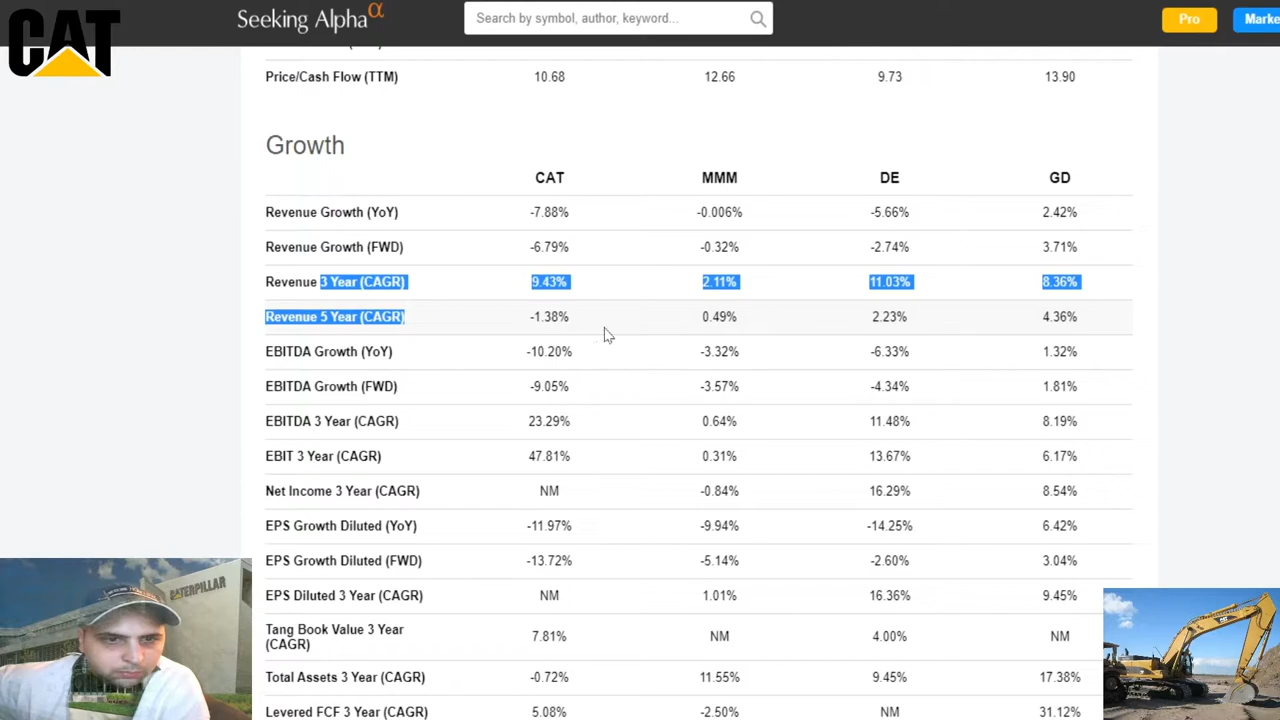 CAT
Seeking Alpha α
Search by symbol, author, keyword...
Pro
Marke
Price/Cash Flow (TTM) 10.68 12.66 9.73 13.90
Growth
CAT MMM DE GD
Revenue Growth (YoY) -7.88% -0.006% -5.66% 2.42%
Revenue Growth (FWD) -6.79% -0.32% -2.74% 3.71%
Revenue 3 Year (CAGR) 9.43% 2.11% 11.03% 8.36%
Revenue 5 Year (CAGR) -1.38% 0.49% 2.23% 4.36%
EBITDA Growth (YoY) -10.20% -3.32% -6.33% 1.32%
EBITDA Growth (FWD) -9.05% -3.57% -4.34% 1.81%
EBITDA 3 Year (CAGR) 23.29% 0.64% 11.48% 8.19%
EBIT 3 Year (CAGR) 47.81% 0.31% 13.67% 6.17%
Net Income 3 Year (CAGR) NM -0.84% 16.29% 8.54%
EPS Growth Diluted (YoY) -11.97% -9.94% -14.25% 6.42%
EPS Growth Diluted (FWD) -13.72% -5.14% -2.60% 3.04%
EPS Diluted 3 Year (CAGR) NM 1.01% 16.36% 9.45%
Tang Book Value 3 Year
(CAGR) 7.81% NM 4.00% NM
Total Assets 3 Year (CAGR) -0.72% 11.55% 9.45% 17.38%
Levered FCF 3 Year (CAGR) 5.08% -2.50% NM 31.12%
CATERPILLAR
CAT